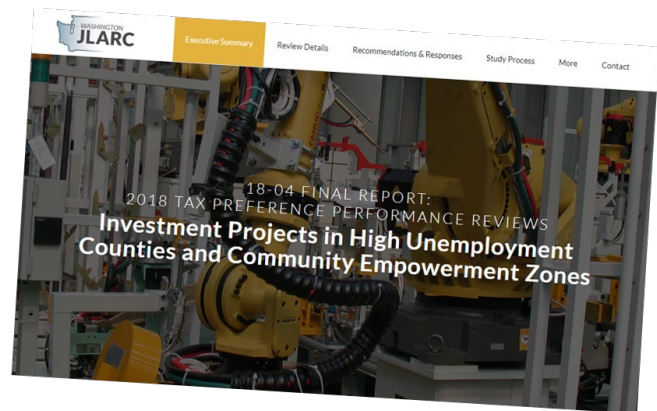 WASHINGTON
JLARC
Executive Summary
Review Details
Recommendations & Responses
Study Process
More
Contact
18-04 FINAL REPORT:
2018 TAX PREFERENCE PERFORMANCE REVIEWS
Investment Projects in High Unemployment
Counties and Community Empowerment Zones